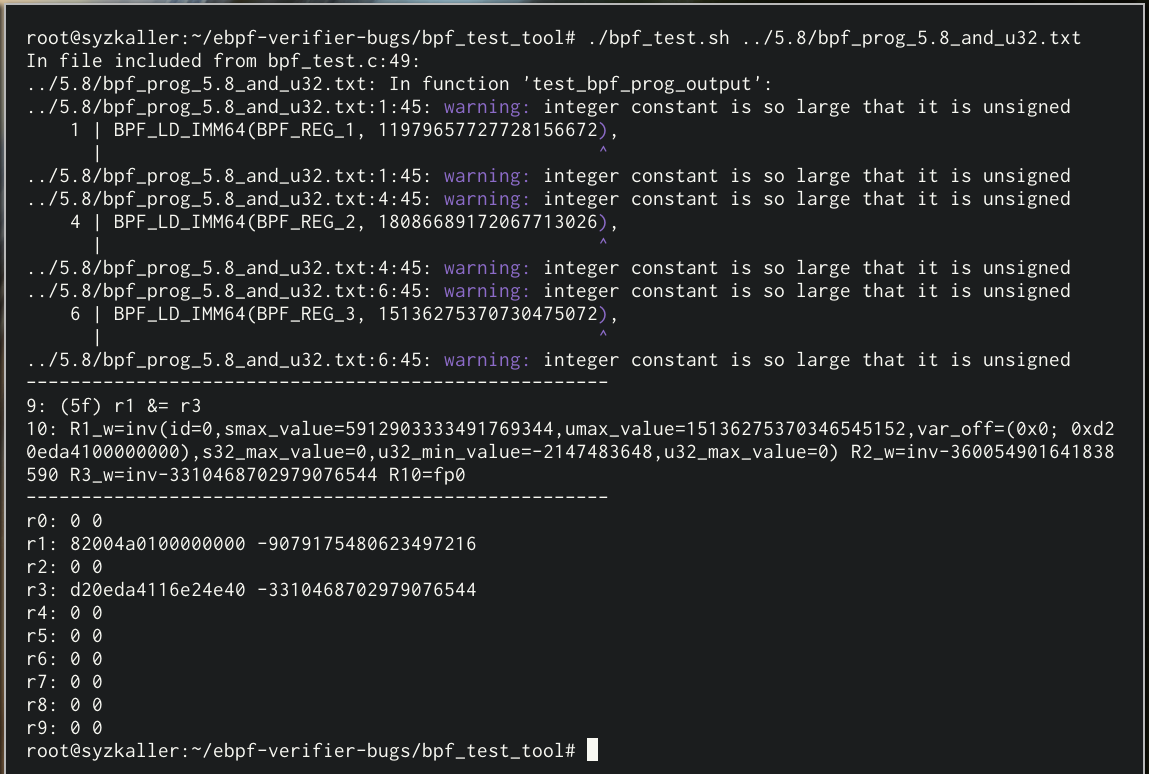 root@syzkaller:~/ebpf-verifier-bugs/bpf_test_tool# ./bpf_test.sh ../5.8/bpf_prog_5.8_and_u32.txt
In file included from bpf_test.c:49:
../5.8/bpf_prog_5.8_and_u32.txt: In function 'test_bpf_prog_output':
../5.8/bpf_prog_5.8_and_u32.txt:1:45: warning: integer constant is so large that it is unsigned
    1 | BPF_LD_IMM64(BPF_REG_1, 11979657727728156672),
      |                                              ^
../5.8/bpf_prog_5.8_and_u32.txt:1:45: warning: integer constant is so large that it is unsigned
../5.8/bpf_prog_5.8_and_u32.txt:4:45: warning: integer constant is so large that it is unsigned
    4 | BPF_LD_IMM64(BPF_REG_2, 18086689172067713026),
      |                                              ^
../5.8/bpf_prog_5.8_and_u32.txt:4:45: warning: integer constant is so large that it is unsigned
../5.8/bpf_prog_5.8_and_u32.txt:6:45: warning: integer constant is so large that it is unsigned
    6 | BPF_LD_IMM64(BPF_REG_3, 15136275370730475072),
      |                                              ^
../5.8/bpf_prog_5.8_and_u32.txt:6:45: warning: integer constant is so large that it is unsigned
-----------------------------------------------------
9: (5f) r1 &= r3
10: R1_w=inv(id=0,smax_value=5912903333491769344,umax_value=15136275370346545152,var_off=(0x0; 0xd2
0eda4100000000),s32_max_value=0,u32_min_value=-2147483648,u32_max_value=0) R2_w=inv-360054901641838
590 R3_w=inv-3310468702979076544 R10=fp0
-----------------------------------------------------
r0: 0 0
r1: 82004a0100000000 -9079175480623497216
r2: 0 0
r3: d20eda4116e24e40 -3310468702979076544
r4: 0 0
r5: 0 0
r6: 0 0
r7: 0 0
r8: 0 0
r9: 0 0
root@syzkaller:~/ebpf-verifier-bugs/bpf_test_tool#